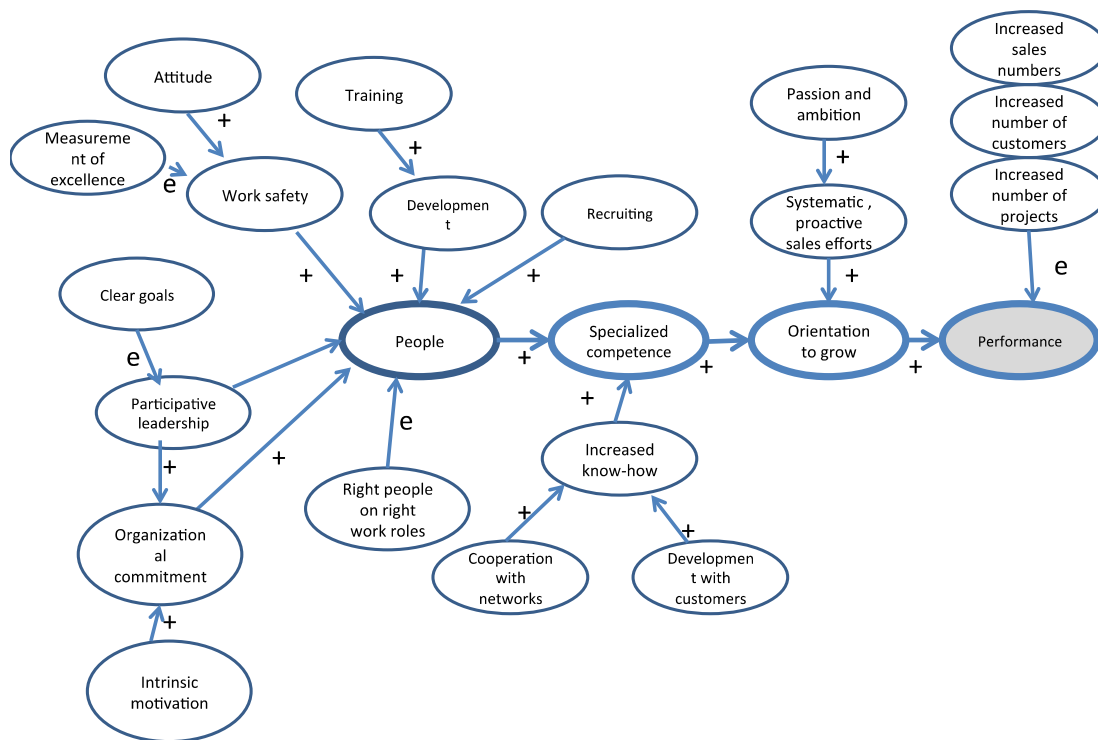 Increased
sales
numbers
Attitude
Training
Passion and
ambition
Increased
number of
customers
+
+
+
Measureme
nt of
excellence
e
Work safety
Developmen
t
Recruiting
Systematic ,
proactive
sales efforts
Increased
number of
projects
+
+
+
+
e
Clear goals
People
Specialized
competence
Orientation
to grow
Performance
e
+
+
+
Participative
leadership
+
e
+
+
Increased
know-how
Right people
on right
work roles
+
+
Organization
al
commitment
Cooperation
with
networks
Developmen
t with
customers
+
Intrinsic
motivation